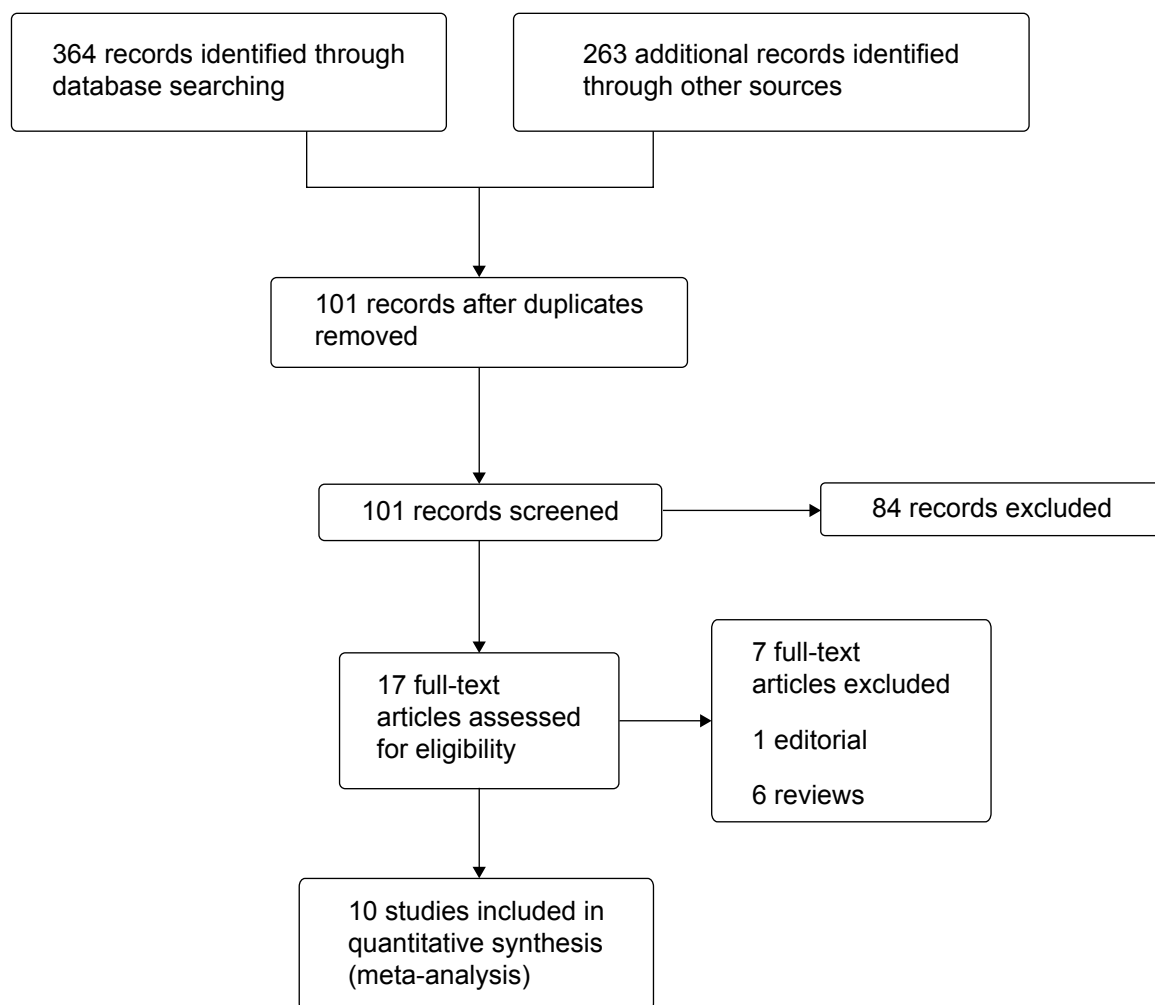 364 records identified through
database searching
263 additional records identified
through other sources
101 records after duplicates
removed
101 records screened
84 records excluded
17 full-text
articles assessed
for eligibility
7 full-text
articles excluded
1 editorial
6 reviews
10 studies included in
quantitative synthesis
(meta-analysis)